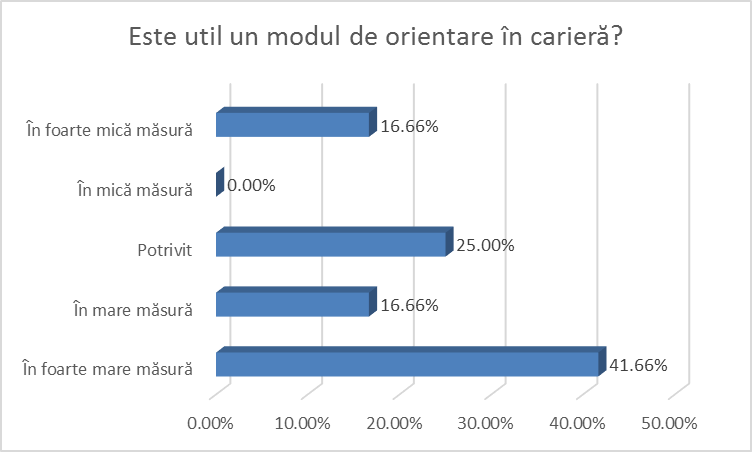 Este util un modul de orientare în carieră?
În foarte mică măsură
16.66%
În mică măsură
0.00%
Potrivit
25.00%
În mare măsură
16.66%
În foarte mare măsură
41.66%
0.00% 10.00% 20.00% 30.00% 40.00% 50.00%